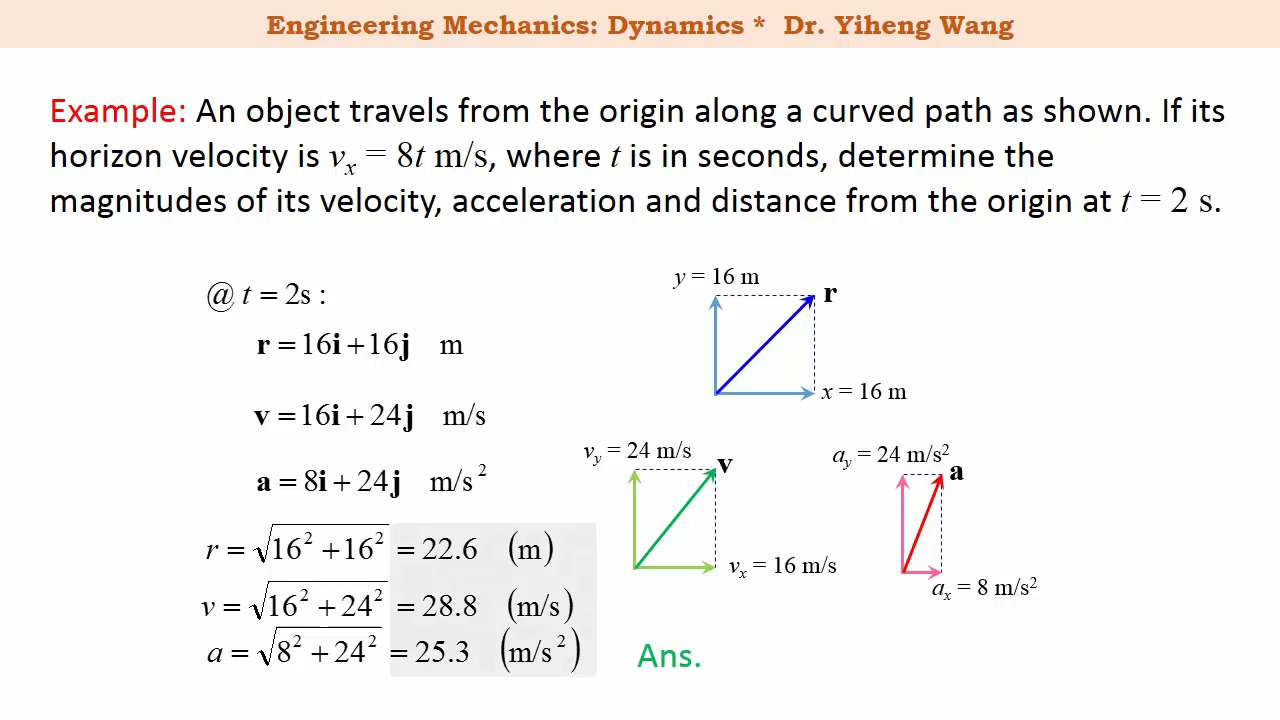 Engineering Mechanics: Dynamics * Dr. Yiheng Wang
Example: An object travels from the origin along a curved path as shown. If its
horizon velocity is vₓ = 8t m/s, where t is in seconds, determine the
magnitudes of its velocity, acceleration and distance from the origin at t = 2 s.
@ t = 2s :
r = 16i + 16j m
v = 16i + 24j m/s
a = 8i + 24j m/s²
r = √(16² + 16²) = 22.6 (m)
v = √(16² + 24²) = 28.8 (m/s)
a = √(8² + 24²) = 25.3 (m/s²)
y = 16 m
r
x = 16 m
v_y = 24 m/s
v
vₓ = 16 m/s
a_y = 24 m/s²
a
aₓ = 8 m/s²
Ans.